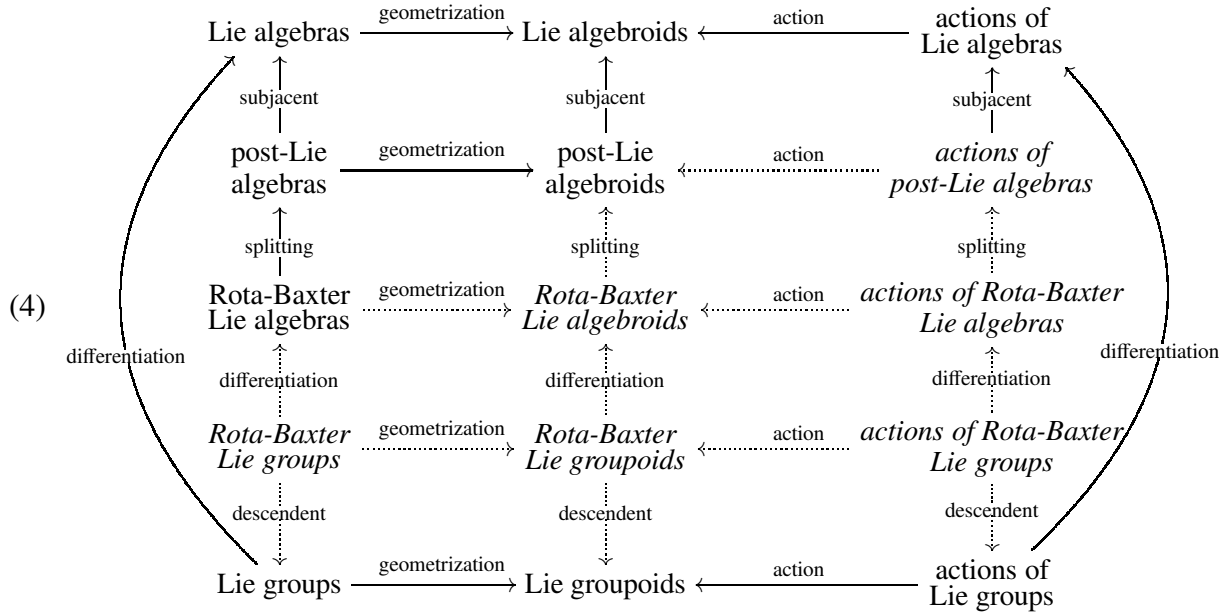 geometrization action actions of
Lie algebras Lie algebroids Lie algebras
subjacent subjacent subjacent
post-Lie geometrization post-Lie action actions of
algebras algebroids post-Lie algebras
splitting splitting splitting
(4) Rota-Baxter geometrization Rota-Baxter action actions of Rota-Baxter
Lie algebras Lie algebroids Lie algebras
differentiation differentiation
differentiation differentiation differentiation
Rota-Baxter geometrization Rota-Baxter action actions of Rota-Baxter
Lie groups Lie groupoids Lie groups
descendent descendent descendent
geometrization action actions of
Lie groups Lie groupoids Lie groups